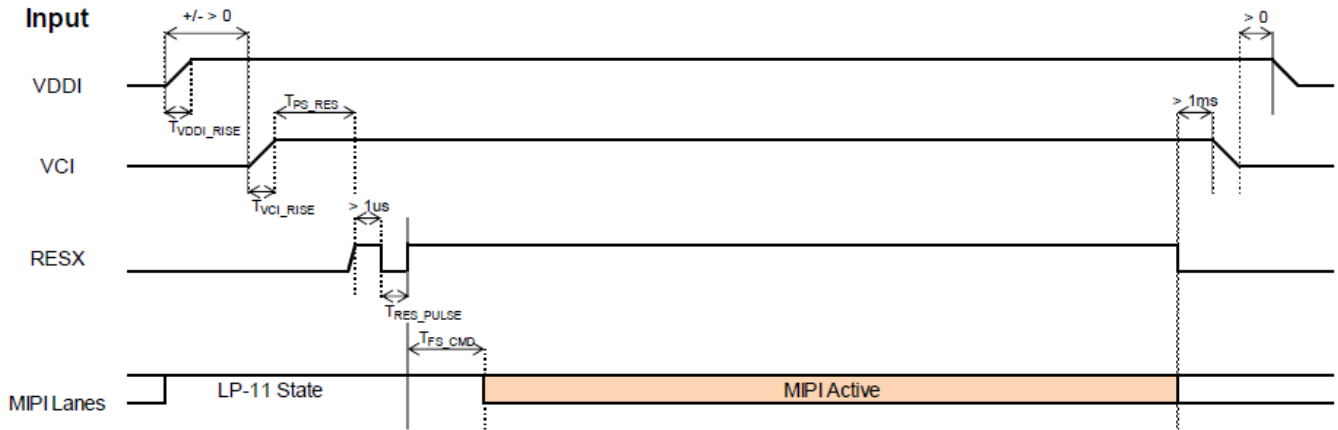 Input
+/- > 0
> 0
VDDI
TVDDI_RISE
TPS_RES
> 1ms
VCI
TVCI_RISE
> 1us
RESX
TRES_PULSE
TFS_CMD
MIPI Lanes
LP-11 State
MIPI Active